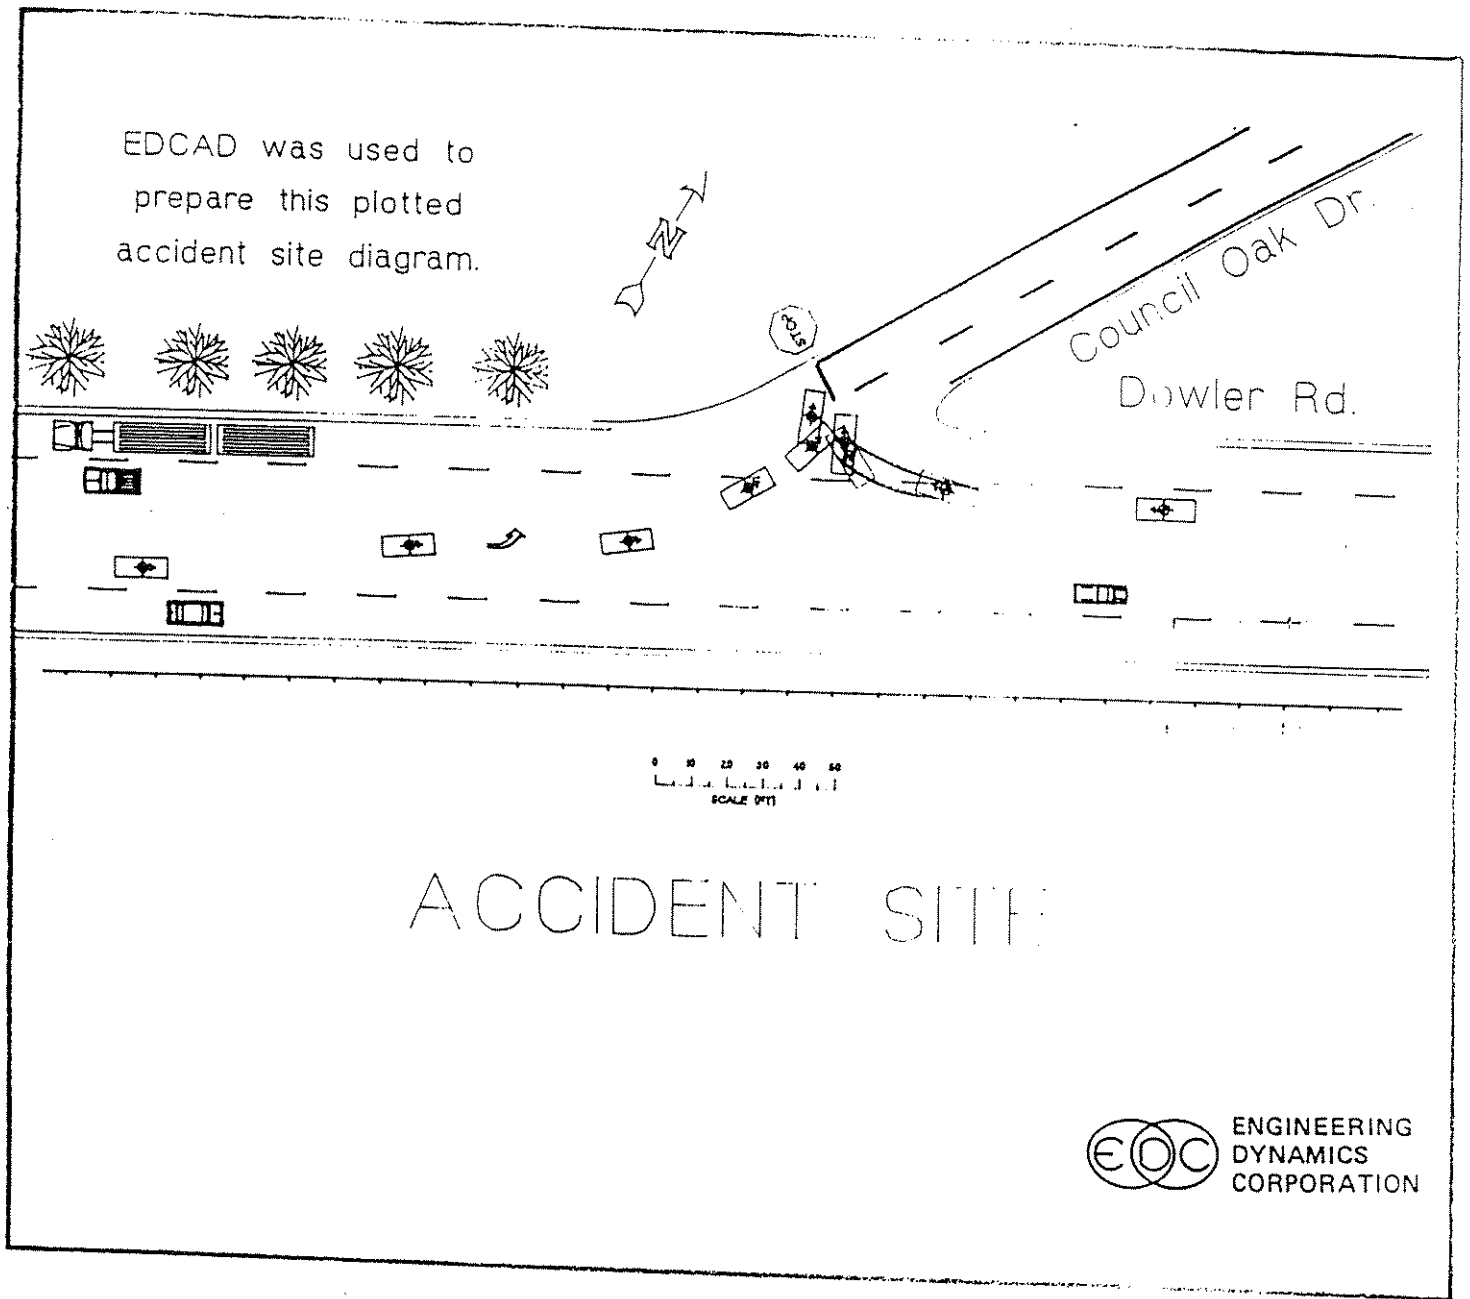 EDCAD was used to
prepare this plotted
accident site diagram.
N
STOP
Council Oak Dr.
Dowler Rd.
0 10 20 30 40 50
SCALE (FT)
ACCIDENT SITE
EDC
ENGINEERING
DYNAMICS
CORPORATION